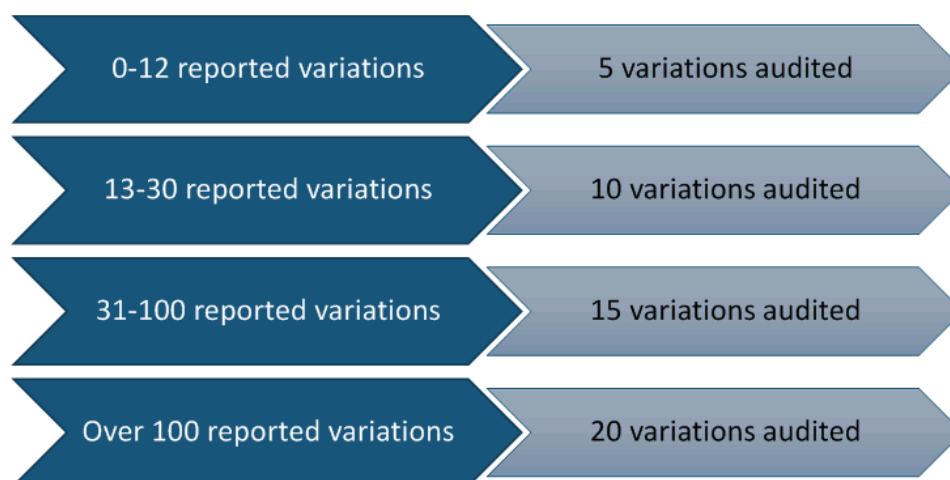 0-12 reported variations
5 variations audited
13-30 reported variations
10 variations audited
31-100 reported variations
15 variations audited
Over 100 reported variations
20 variations audited